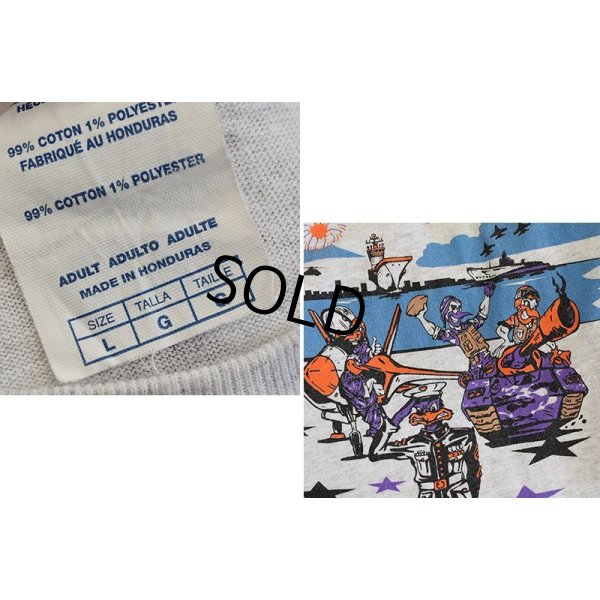 99% COTON 1% POLYESTER
FABRIQUÉ AU HONDURAS
99% COTTON 1% POLYESTER
ADULT ADULTO ADULTE
MADE IN HONDURAS
SIZE TALLA TAILLE
L G
SOLD